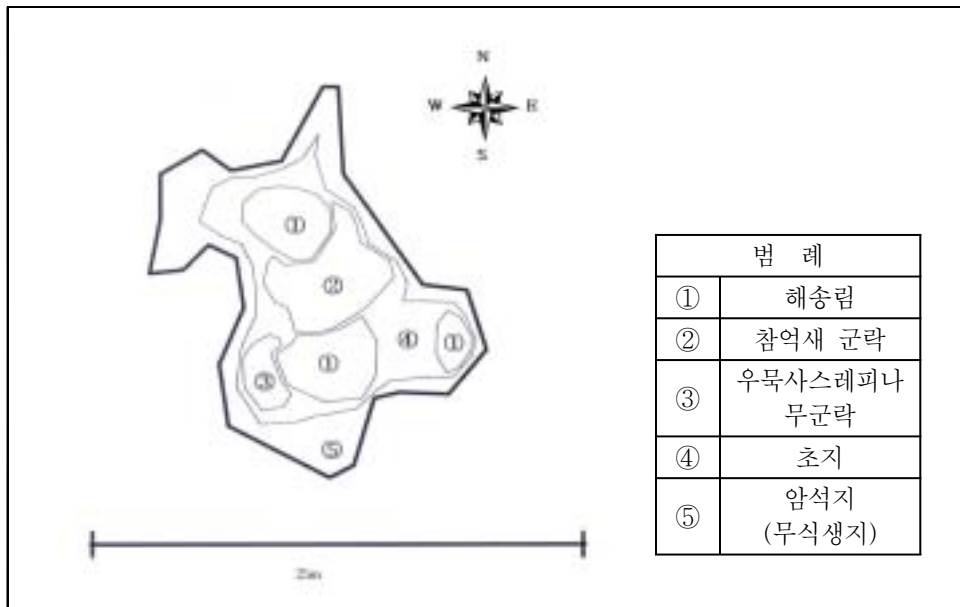 N
W E
S
①
②
①
④
①
③
⑤
범 례
① 해송림
② 참억새 군락
③ 우묵사스레피나
무군락
④ 초지
⑤ 암석지
(무식생지)